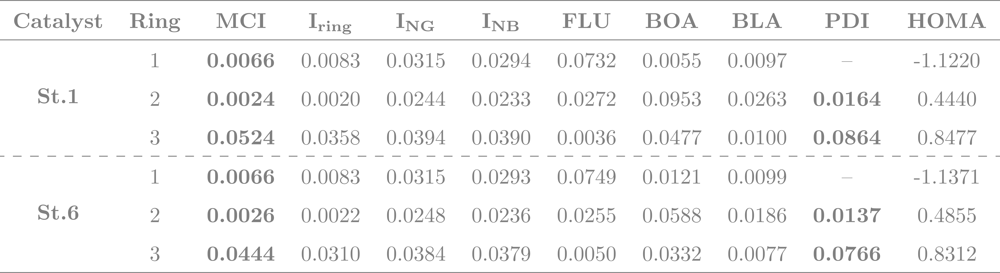 Catalyst Ring MCI Iring ING INB FLU BOA BLA PDI HOMA
1 0.0066 0.0083 0.0315 0.0294 0.0732 0.0055 0.0097 – -1.1220
St.1 2 0.0024 0.0020 0.0244 0.0233 0.0272 0.0953 0.0263 0.0164 0.4440
3 0.0524 0.0358 0.0394 0.0390 0.0036 0.0477 0.0100 0.0864 0.8477
1 0.0066 0.0083 0.0315 0.0293 0.0749 0.0121 0.0099 – -1.1371
St.6 2 0.0026 0.0022 0.0248 0.0236 0.0255 0.0588 0.0186 0.0137 0.4855
3 0.0444 0.0310 0.0384 0.0379 0.0050 0.0332 0.0077 0.0766 0.8312